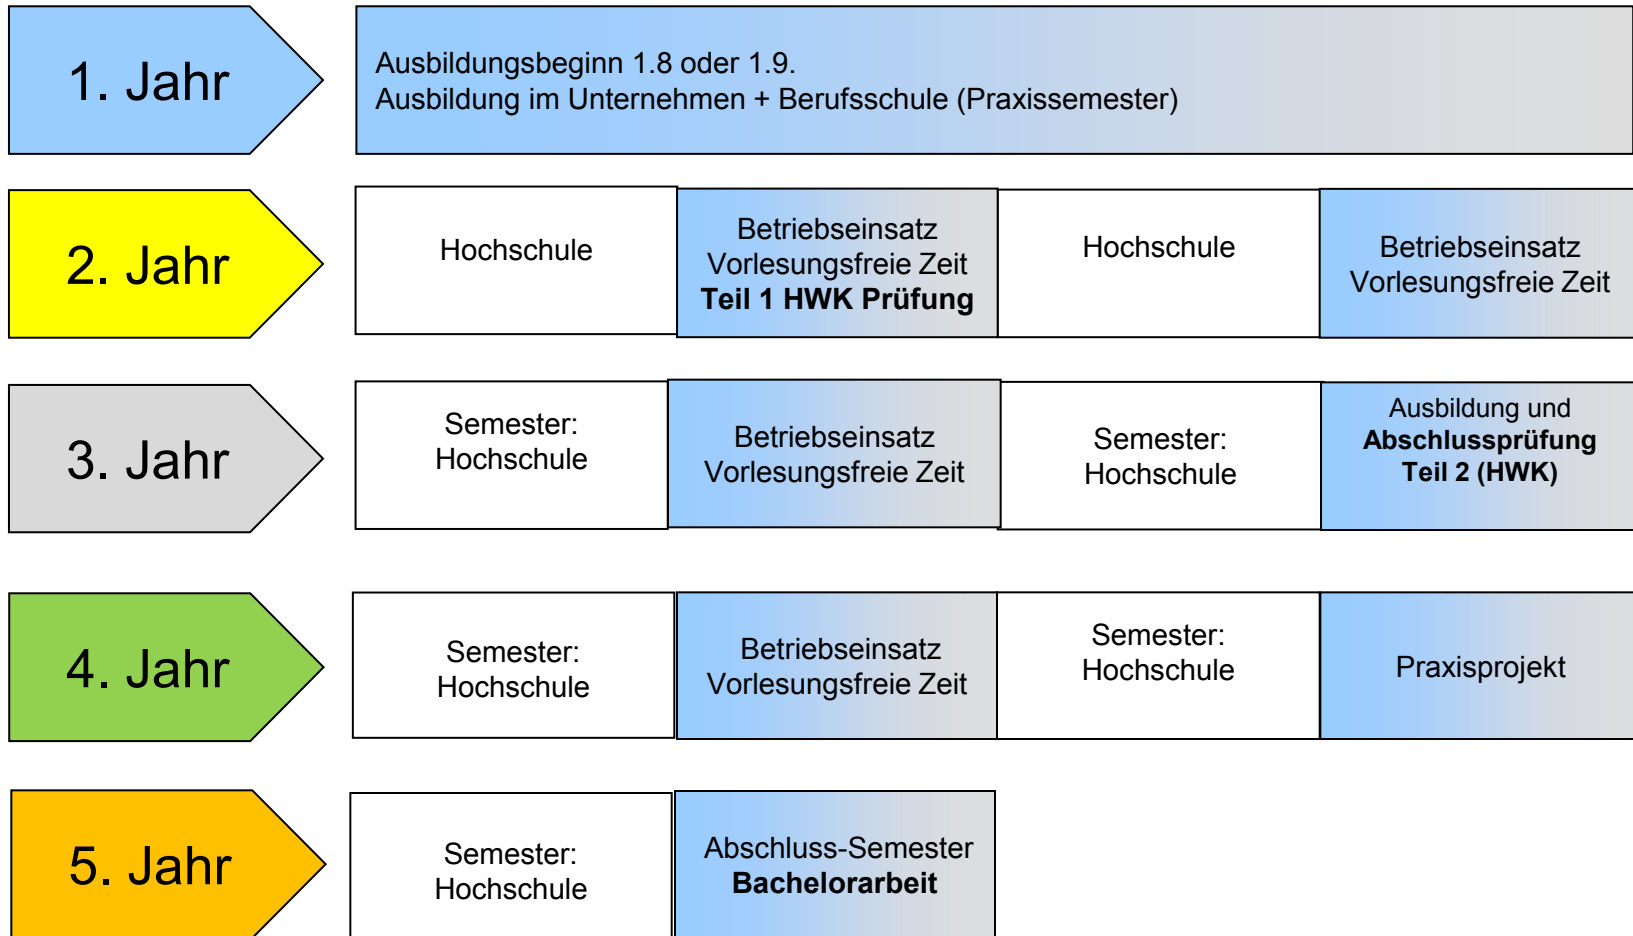 1. Jahr
Ausbildungsbeginn 1.8 oder 1.9.
Ausbildung im Unternehmen + Berufsschule (Praxissemester)
2. Jahr
Hochschule
Betriebseinsatz
Vorlesungsfreie Zeit
Teil 1 HWK Prüfung
Hochschule
Betriebseinsatz
Vorlesungsfreie Zeit
3. Jahr
Semester:
Hochschule
Betriebseinsatz
Vorlesungsfreie Zeit
Semester:
Hochschule
Ausbildung und
Abschlussprüfung
Teil 2 (HWK)
4. Jahr
Semester:
Hochschule
Betriebseinsatz
Vorlesungsfreie Zeit
Semester:
Hochschule
Praxisprojekt
5. Jahr
Semester:
Hochschule
Abschluss-Semester
Bachelorarbeit